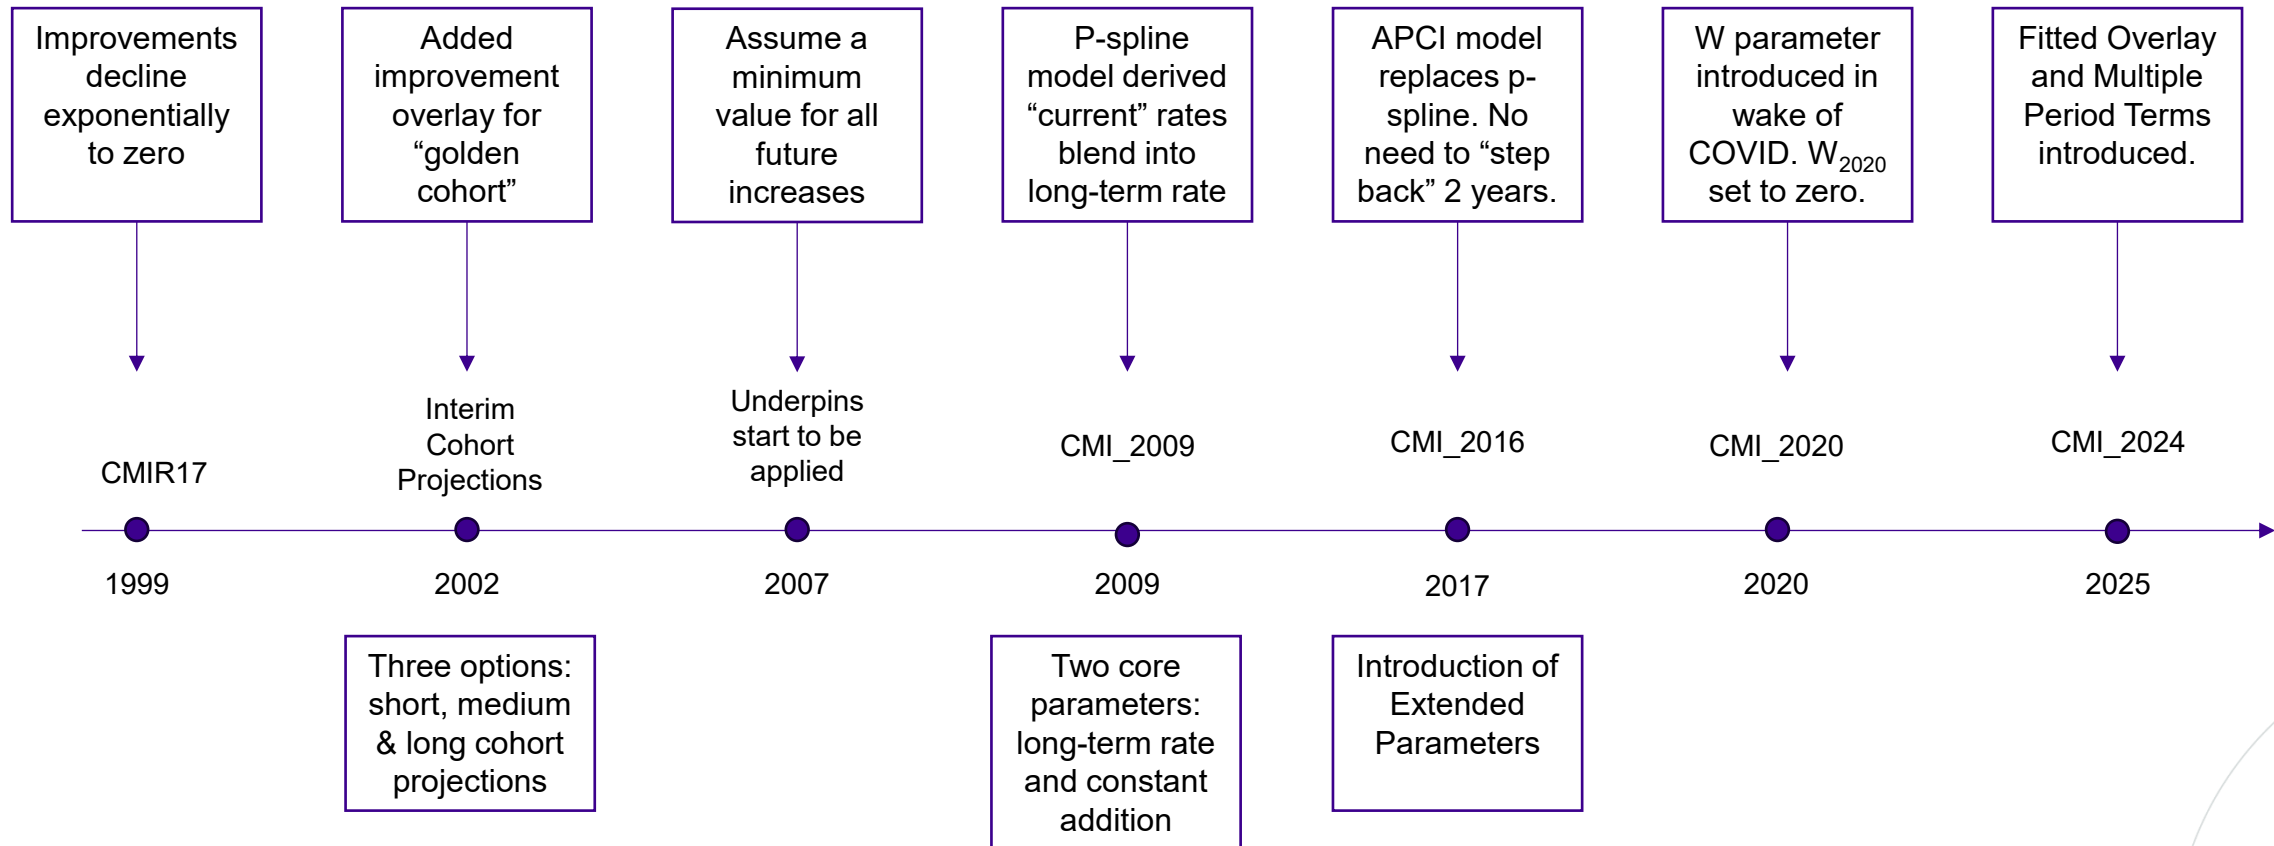 Improvements
decline
exponentially
to zero
Added
improvement
overlay for
“golden
cohort”
Assume a
minimum
value for all
future
increases
P-spline
model derived
“current” rates
blend into
long-term rate
APCI model
replaces p-
spline. No
need to “step
back” 2 years.
W parameter
introduced in
wake of
COVID. W₂₀₂₀
set to zero.
Fitted Overlay
and Multiple
Period Terms
introduced.
CMIR17
Interim
Cohort
Projections
Underpins
start to be
applied
CMI_2009
CMI_2016
CMI_2020
CMI_2024
1999
2002
2007
2009
2017
2020
2025
Three options:
short, medium
& long cohort
projections
Two core
parameters:
long-term rate
and constant
addition
Introduction of
Extended
Parameters